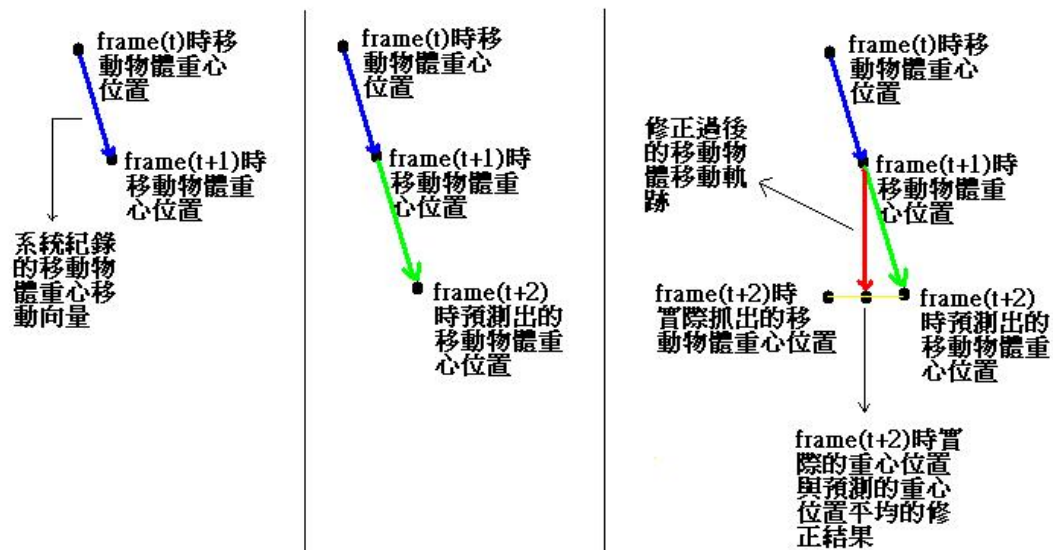 frame(t)時移
動物體重心
位置
frame(t+1)時
移動物體重
心位置
系統紀錄
的移動物
體重心移
動向量
frame(t)時移
動物體重心
位置
frame(t+1)時
移動物體重
心位置
frame(t+2)
時預測出的
移動物體重
心位置
frame(t)時移
動物體重心
位置
修正過後
的移動物
體移動軌
跡
frame(t+1)時
移動物體重
心位置
frame(t+2)時
實際抓出的移
動物體重心位置
frame(t+2)
時預測出的
移動物體重
心位置
frame(t+2)時實
際的重心位置
與預測的重心
位置平均的修
正結果